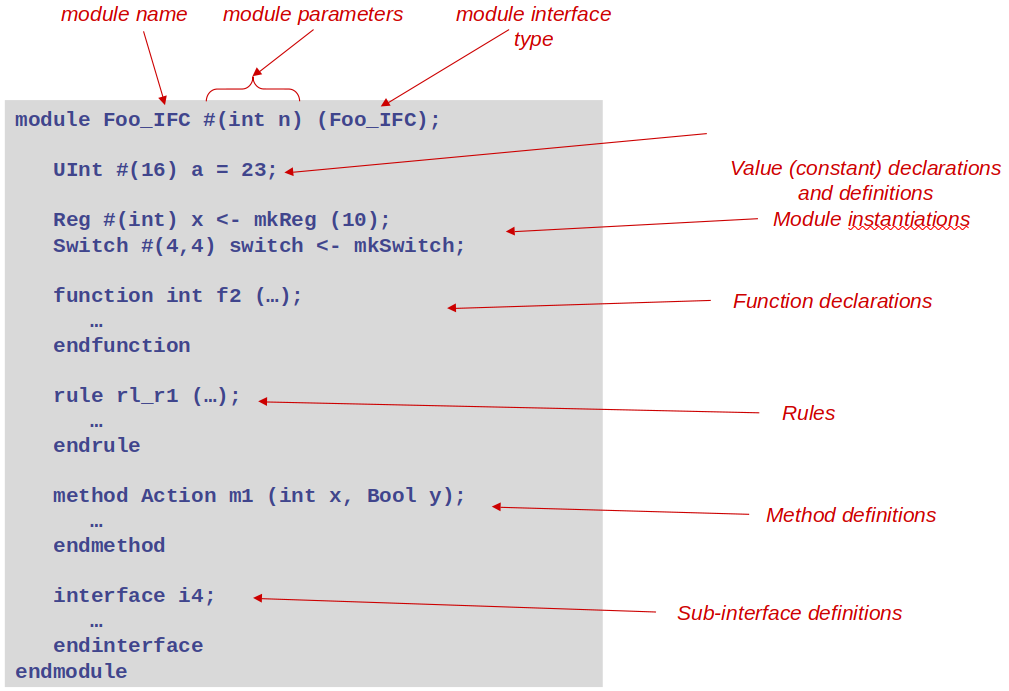 module name
module parameters
module interface
type
module Foo_IFC #(int n) (Foo_IFC);
UInt #(16) a = 23;
Value (constant) declarations
and definitions
Reg #(int) x <- mkReg (10);
Module instantiations
Switch #(4,4) switch <- mkSwitch;
function int f2 (…);
Function declarations
…
endfunction
rule rl_r1 (…);
Rules
…
endrule
method Action m1 (int x, Bool y);
Method definitions
…
endmethod
interface i4;
Sub-interface definitions
…
endinterface
endmodule